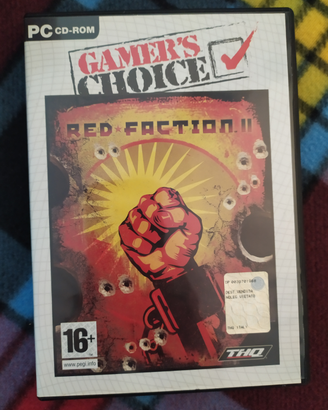 PC CD-ROM
GAMER'S
CHOICE
RED★FACTION II
16+
www.pegi.info
THQ